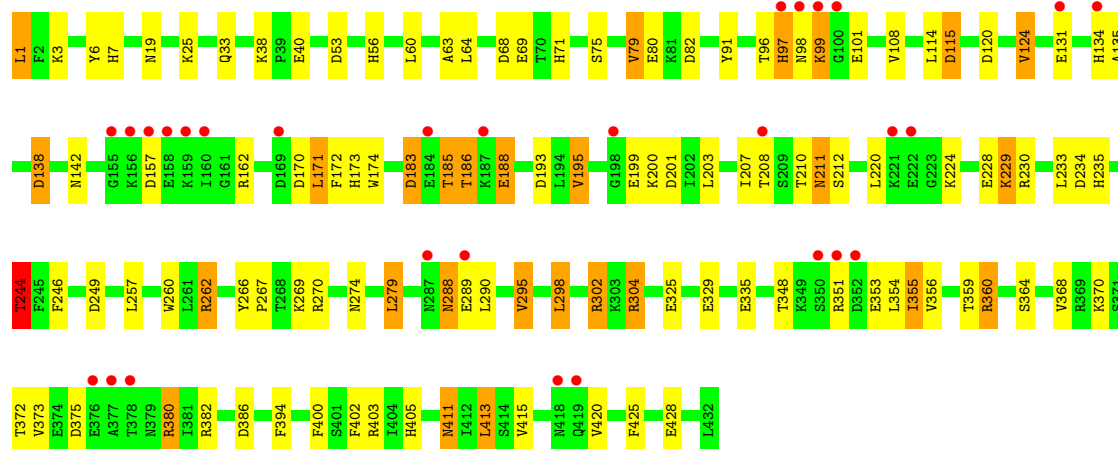 L1 F2 K3 Y6 H7 N19 K25 Q33 K38 P39 E40 D53 H56 L60 A63 L64 D68 E69 T70 H71 S75 V79 E80 K81 D82 Y91 T96 H97 N98 K99 G100 E101 V108 L114 D115 D120 V124 E131 H134 A135
D138 N142 G155 K156 D157 E158 K159 I160 G161 R162 D169 D170 L171 F172 H173 W174 D183 E184 T185 T186 K187 E188 D193 L194 V195 G198 E199 K200 D201 I202 L203 I207 T208 S209 T210 N211 S212 L220 K221 E222 G223 K224 E228 K229 R230 L233 D234 H235
T244 F245 F246 D249 L257 W260 L261 R262 Y266 P267 T268 K269 R270 N274 L279 N287 N288 E289 L290 V295 L298 R302 K303 R304 E325 E329 E335 T348 K349 S350 R351 D352 E353 L354 I355 V356 T359 R360 S364 V368 R369 K370 S371
T372 V373 E374 D375 E376 A377 T378 N379 R380 I381 R382 D386 F394 F400 S401 F402 R403 I404 H405 N411 I412 L413 S414 V415 N418 Q419 V420 F425 E428 L432